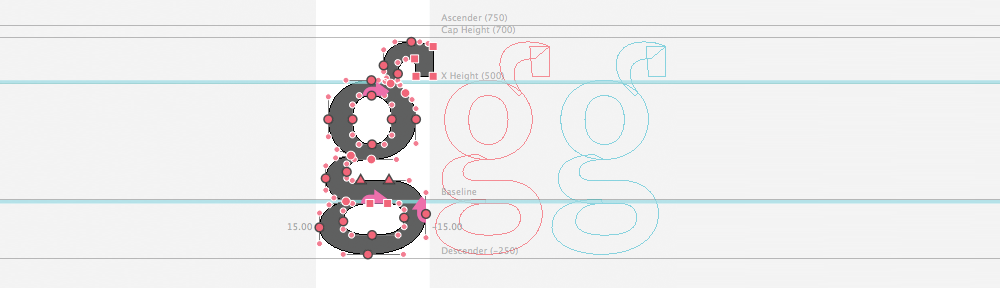 Ascender (750)
Cap Height (700)
X Height (500)
g g g
Baseline
15.00 -15.00
Descender (-250)